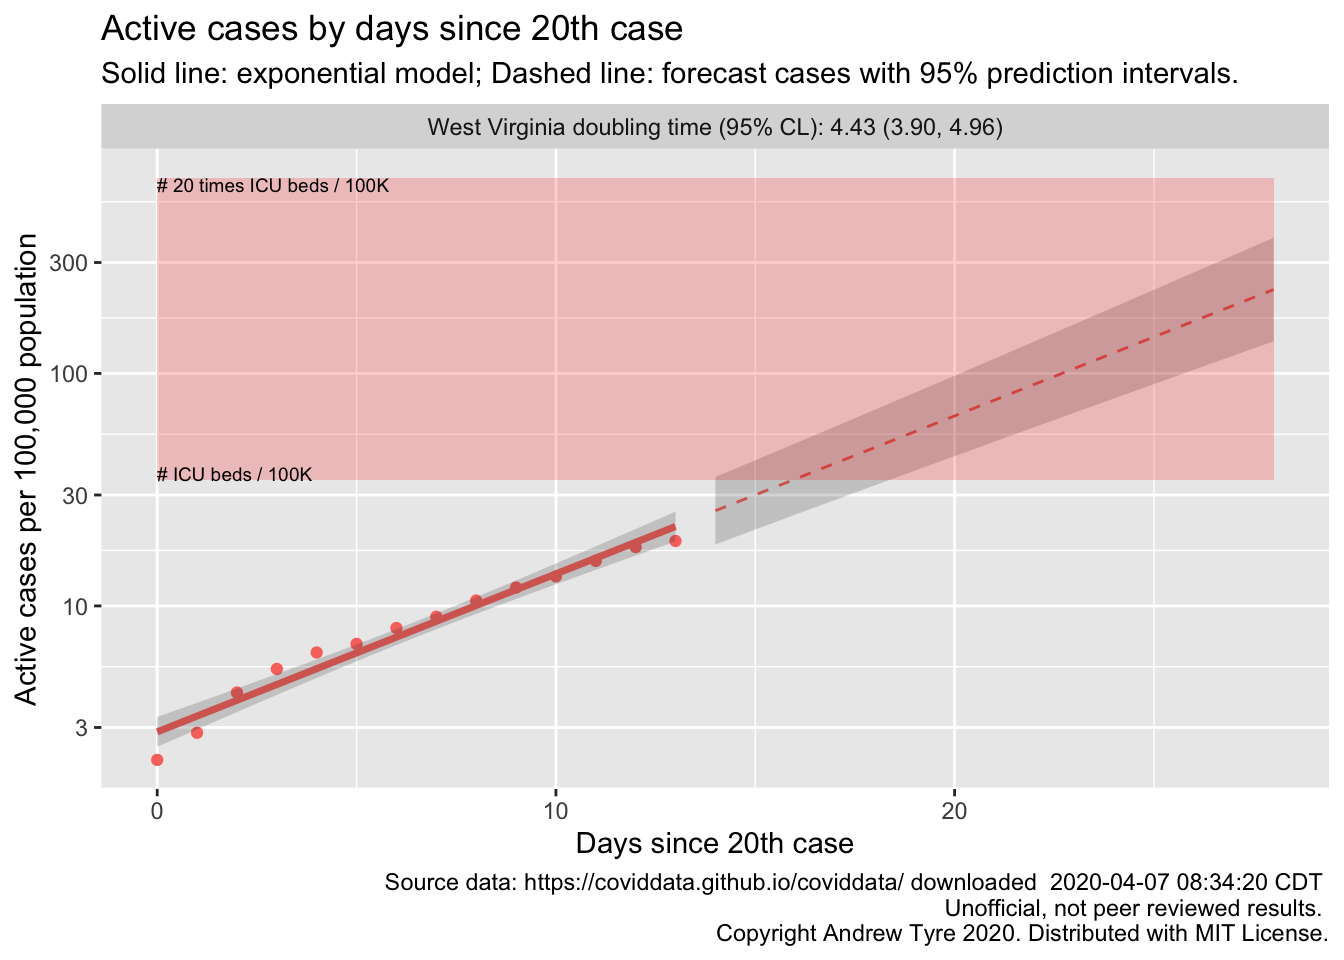 Active cases by days since 20th case
Solid line: exponential model; Dashed line: forecast cases with 95% prediction intervals.
West Virginia doubling time (95% CL): 4.43 (3.90, 4.96)
# 20 times ICU beds / 100K
300
100
# ICU beds / 100K
30
10
3
Active cases per 100,000 population
0
10
20
Days since 20th case
Source data: https://coviddata.github.io/coviddata/ downloaded  2020-04-07 08:34:20 CDT
Unofficial, not peer reviewed results.
Copyright Andrew Tyre 2020. Distributed with MIT License.